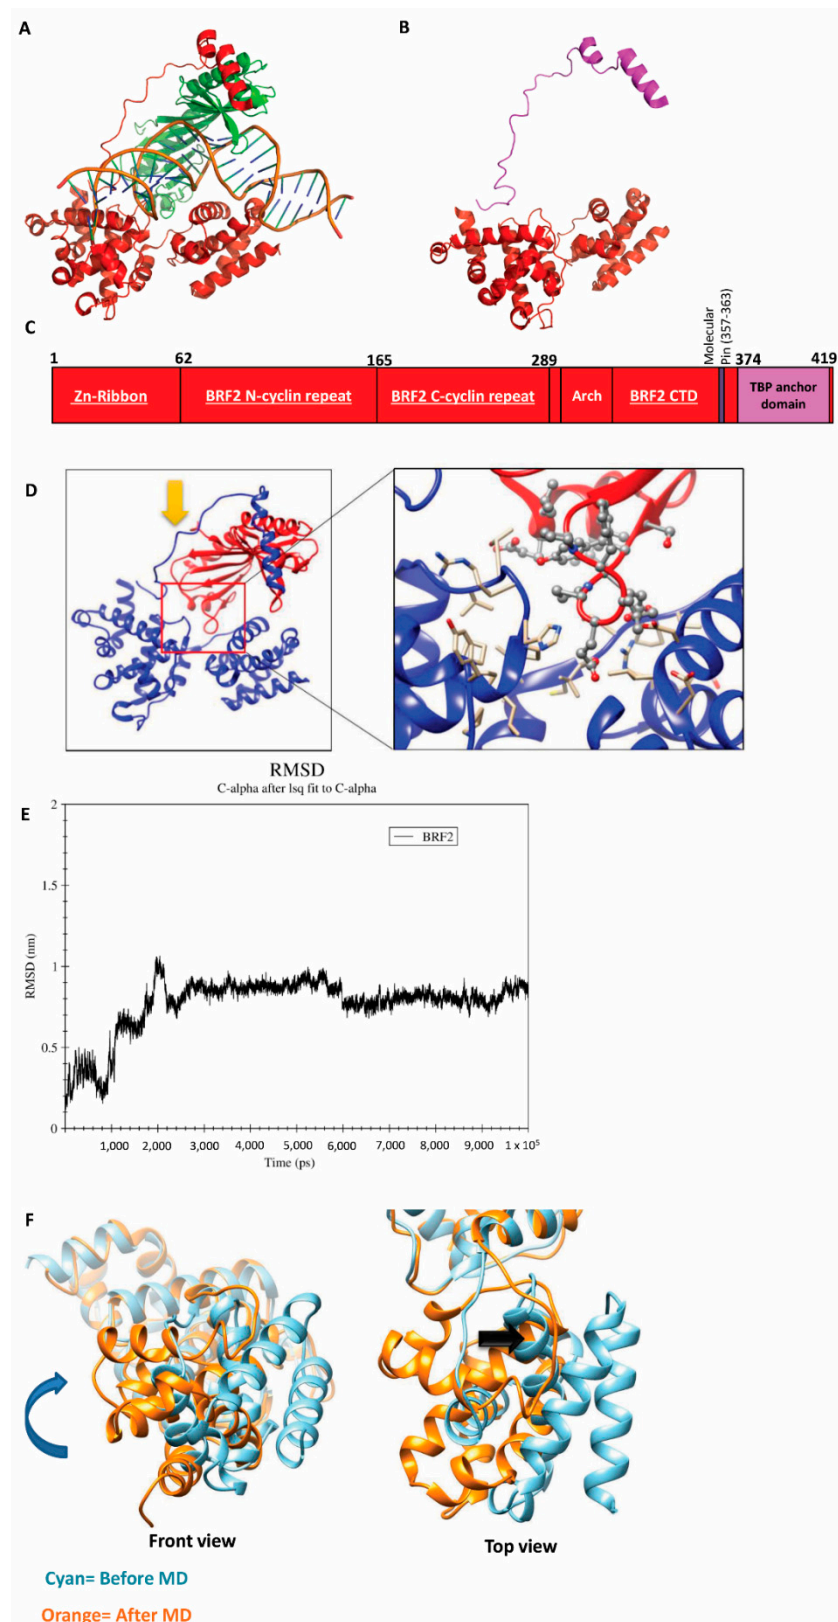 A
B
C
Molecular
Pin (357-363)
1 62 165 289 374 419
Zn-Ribbon BRF2 N-cyclin repeat BRF2 C-cyclin repeat Arch BRF2 CTD TBP anchor
domain
D
RMSD
C-alpha after lsq fit to C-alpha
E
BRF2
2
1.5
1
0.5
0
RMSD (nm)
1,000 2,000 3,000 4,000 5,000 6,000 7,000 8,000 9,000 1 x 10⁵
Time (ps)
F
Front view
Top view
Cyan= Before MD
Orange= After MD